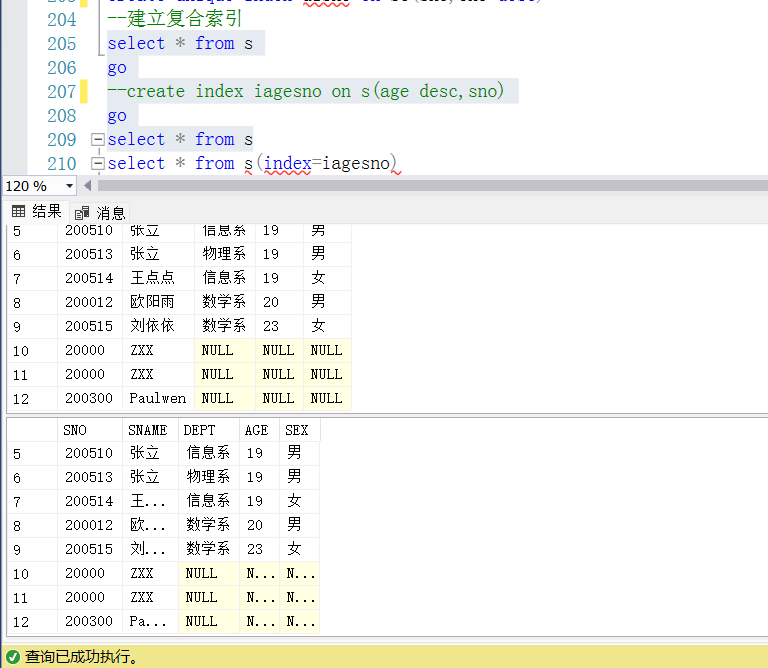 204 --建立复合索引
205 select * from s
206 go
207 --create index iagesno on s(age desc,sno)
208 go
209 select * from s
210 select * from s(index=iagesno)
120 %
结果 消息
5 200510 张立 信息系 19 男
6 200513 张立 物理系 19 男
7 200514 王点点 信息系 19 女
8 200012 欧阳雨 数学系 20 男
9 200515 刘依依 数学系 23 女
10 20000 ZXX NULL NULL NULL
11 20000 ZXX NULL NULL NULL
12 200300 Paulwen NULL NULL NULL
SNO SNAME DEPT AGE SEX
5 200510 张立 信息系 19 男
6 200513 张立 物理系 19 男
7 200514 王... 信息系 19 女
8 200012 欧... 数学系 20 男
9 200515 刘... 数学系 23 女
10 20000 ZXX NULL N... N...
11 20000 ZXX NULL N... N...
12 200300 Pa... NULL N... N...
查询已成功执行。